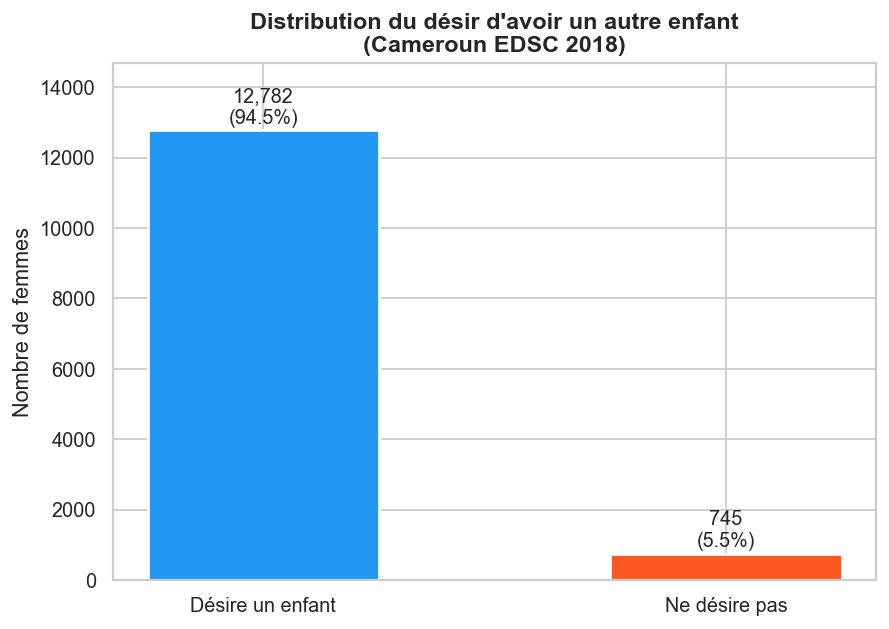 Distribution du désir d'avoir un autre enfant
(Cameroun EDSC 2018)
Nombre de femmes
14000
12000
10000
8000
6000
4000
2000
0
12,782
(94.5%)
745
(5.5%)
Désire un enfant
Ne désire pas